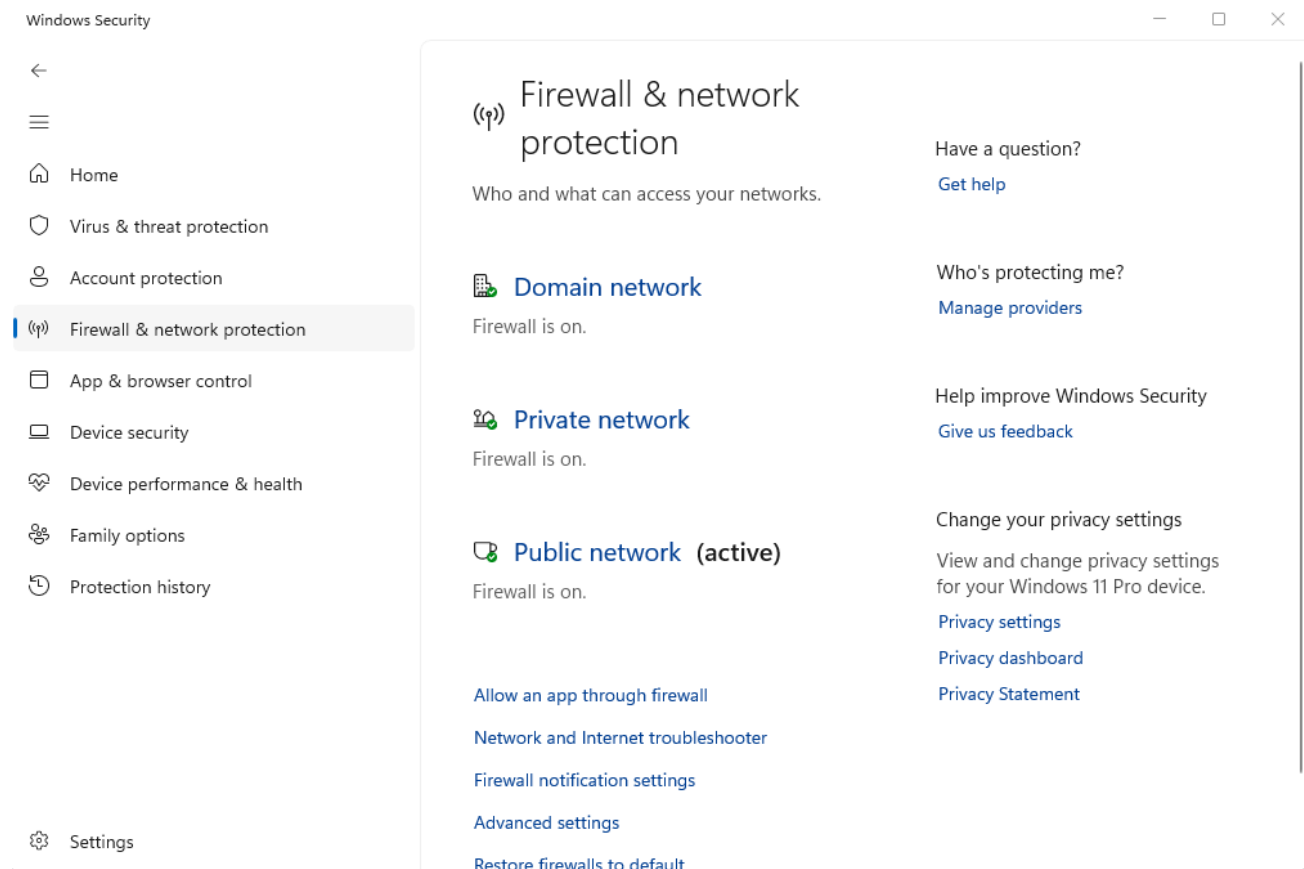 Windows Security
Home
Virus & threat protection
Account protection
Firewall & network protection
App & browser control
Device security
Device performance & health
Family options
Protection history
Settings
Firewall & network
protection
Who and what can access your networks.
Domain network
Firewall is on.
Private network
Firewall is on.
Public network (active)
Firewall is on.
Allow an app through firewall
Network and Internet troubleshooter
Firewall notification settings
Advanced settings
Restore firewalls to default
Have a question?
Get help
Who's protecting me?
Manage providers
Help improve Windows Security
Give us feedback
Change your privacy settings
View and change privacy settings
for your Windows 11 Pro device.
Privacy settings
Privacy dashboard
Privacy Statement